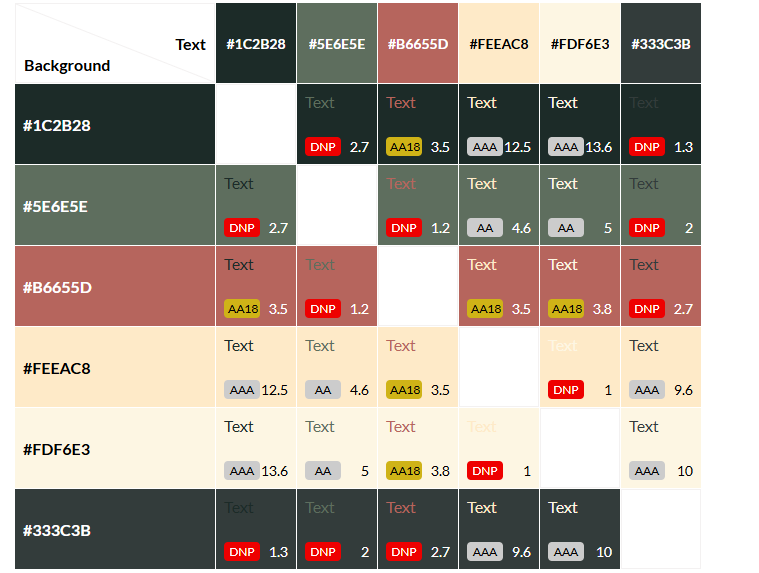 Text
Background
#1C2B28 #5E6E5E #B6655D #FEEAC8 #FDF6E3 #333C3B
#1C2B28
Text Text Text Text Text
DNP 2.7 AA18 3.5 AAA 12.5 AAA 13.6 DNP 1.3
#5E6E5E
Text Text Text Text Text
DNP 2.7 DNP 1.2 AA 4.6 AA 5 DNP 2
#B6655D
Text Text Text Text Text
AA18 3.5 DNP 1.2 AA18 3.5 AA18 3.8 DNP 2.7
#FEEAC8
Text Text Text Text Text
AAA 12.5 AA 4.6 AA18 3.5 DNP 1 AAA 9.6
#FDF6E3
Text Text Text Text Text
AAA 13.6 AA 5 AA18 3.8 DNP 1 AAA 10
#333C3B
Text Text Text Text Text
DNP 1.3 DNP 2 DNP 2.7 AAA 9.6 AAA 10